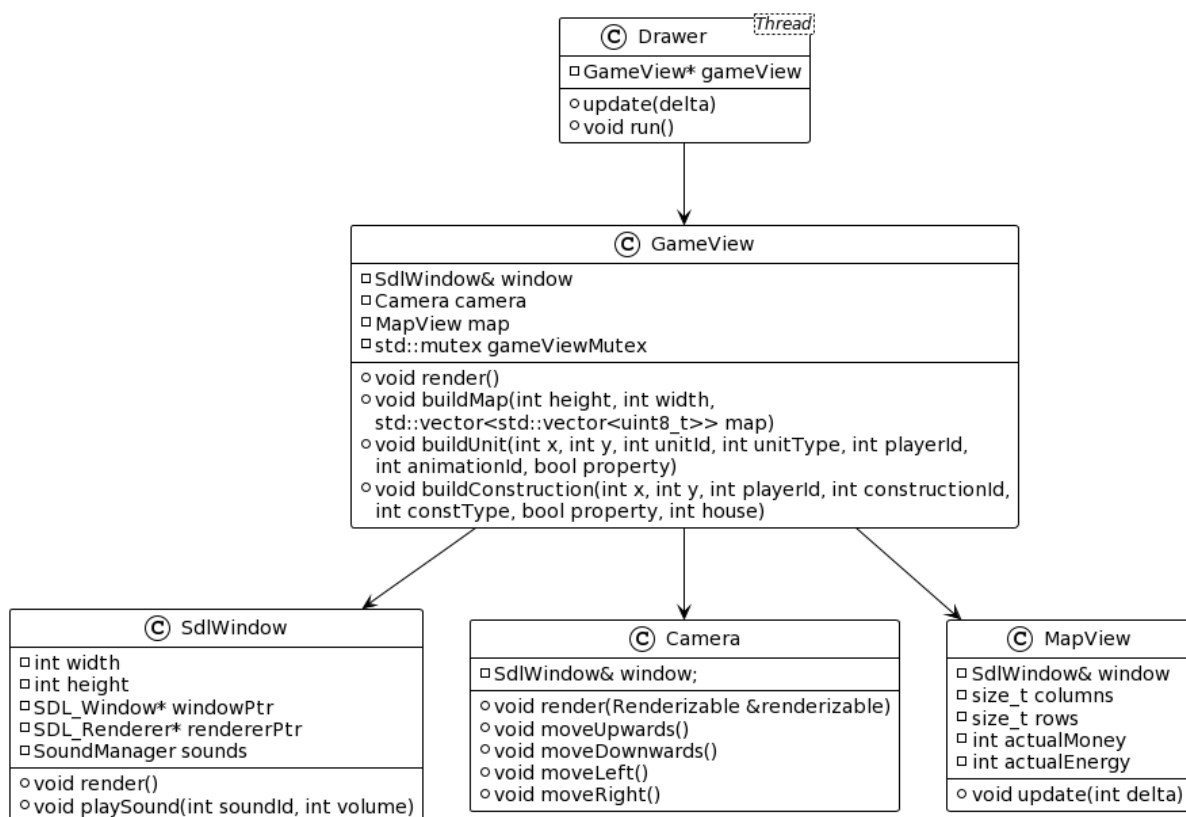 Thread
C Drawer
GameView* gameView
update(delta)
void run()
C GameView
SdlWindow& window
Camera camera
MapView map
std::mutex gameViewMutex
void render()
void buildMap(int height, int width,
std::vector<std::vector<uint8_t>> map)
void buildUnit(int x, int y, int unitId, int unitType, int playerId,
int animationId, bool property)
void buildConstruction(int x, int y, int playerId, int constructionId,
int constType, bool property, int house)
C SdlWindow
int width
int height
SDL_Window* windowPtr
SDL_Renderer* rendererPtr
SoundManager sounds
void render()
void playSound(int soundId, int volume)
C Camera
SdlWindow& window;
void render(Renderizable &renderizable)
void moveUpwards()
void moveDownwards()
void moveLeft()
void moveRight()
C MapView
SdlWindow& window
size_t columns
size_t rows
int actualMoney
int actualEnergy
void update(int delta)